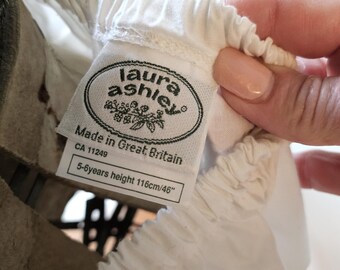 laura
ashley®
Made in Great Britain
CA 11249
5-6years height 116cm/46"